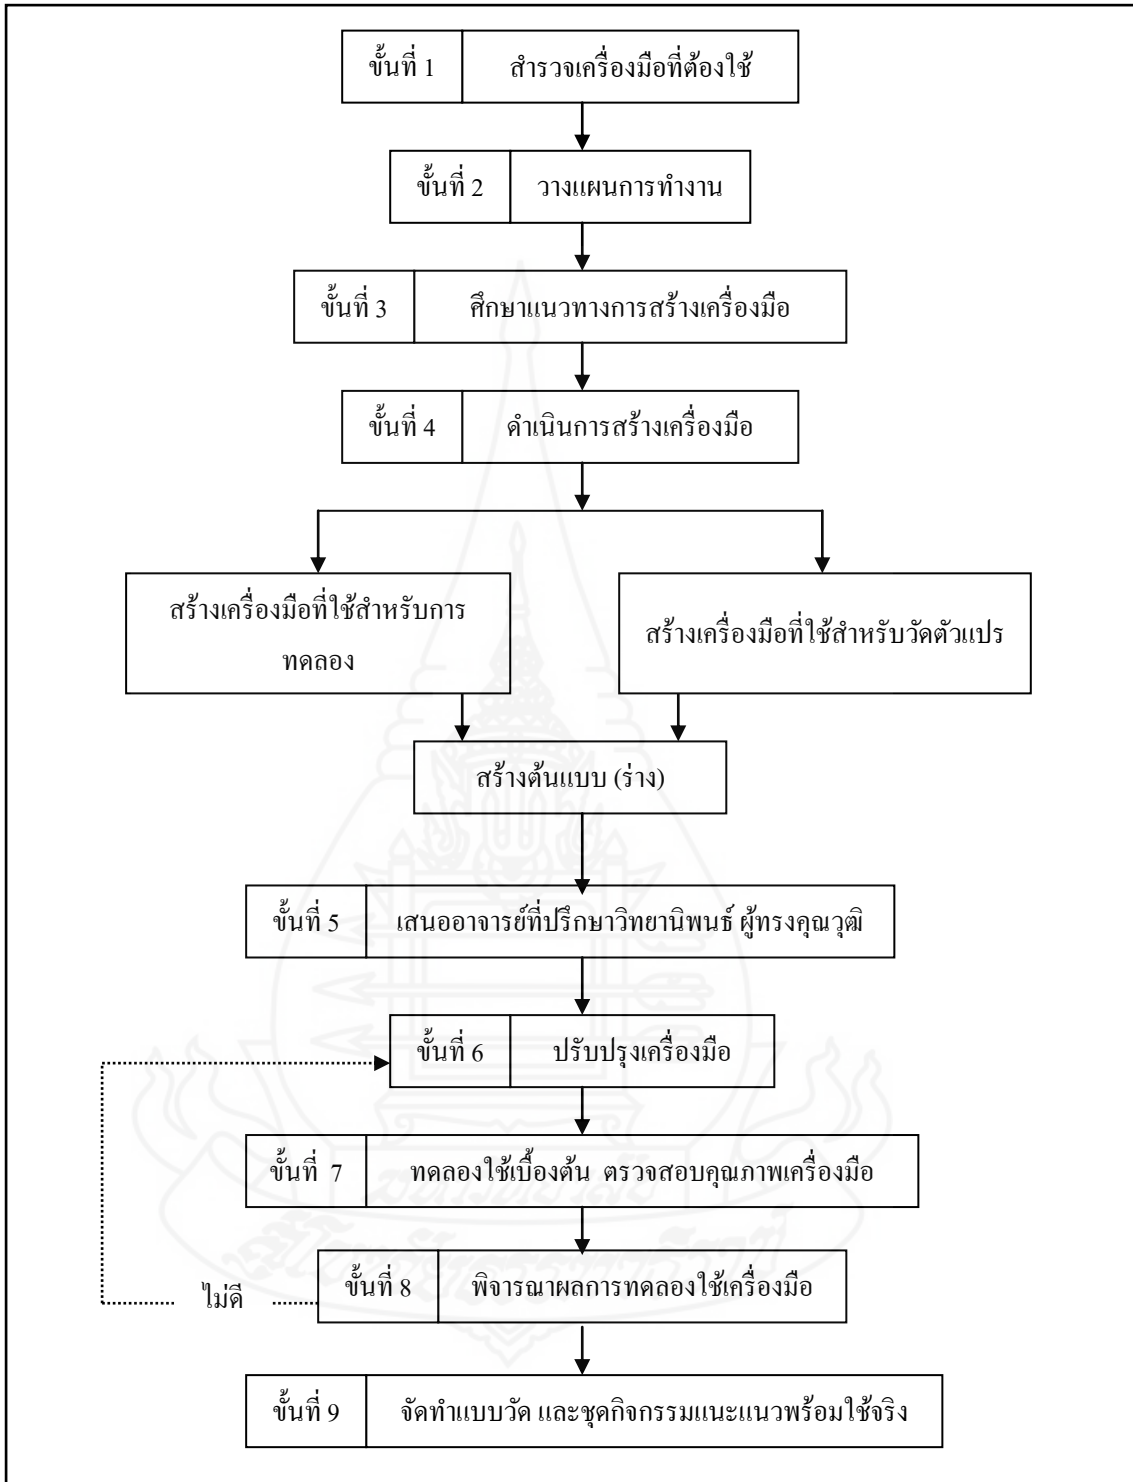 ขั้นที่ 1 สำรวจเครื่องมือที่ต้องใช้
ขั้นที่ 2 วางแผนการทำงาน
ขั้นที่ 3 ศึกษาแนวทางการสร้างเครื่องมือ
ขั้นที่ 4 ดำเนินการสร้างเครื่องมือ
สร้างเครื่องมือที่ใช้สำหรับการ
ทดลอง
สร้างเครื่องมือที่ใช้สำหรับวัดตัวแปร
สร้างต้นแบบ (ร่าง)
ขั้นที่ 5 เสนออาจารย์ที่ปรึกษาวิทยานิพนธ์ ผู้ทรงคุณวุฒิ
ขั้นที่ 6 ปรับปรุงเครื่องมือ
ขั้นที่ 7 ทดลองใช้เบื้องต้น ตรวจสอบคุณภาพเครื่องมือ
ขั้นที่ 8 พิจารณาผลการทดลองใช้เครื่องมือ
ไม่ดี
ขั้นที่ 9 จัดทำแบบวัด และชุดกิจกรรมแนะแนวพร้อมใช้จริง